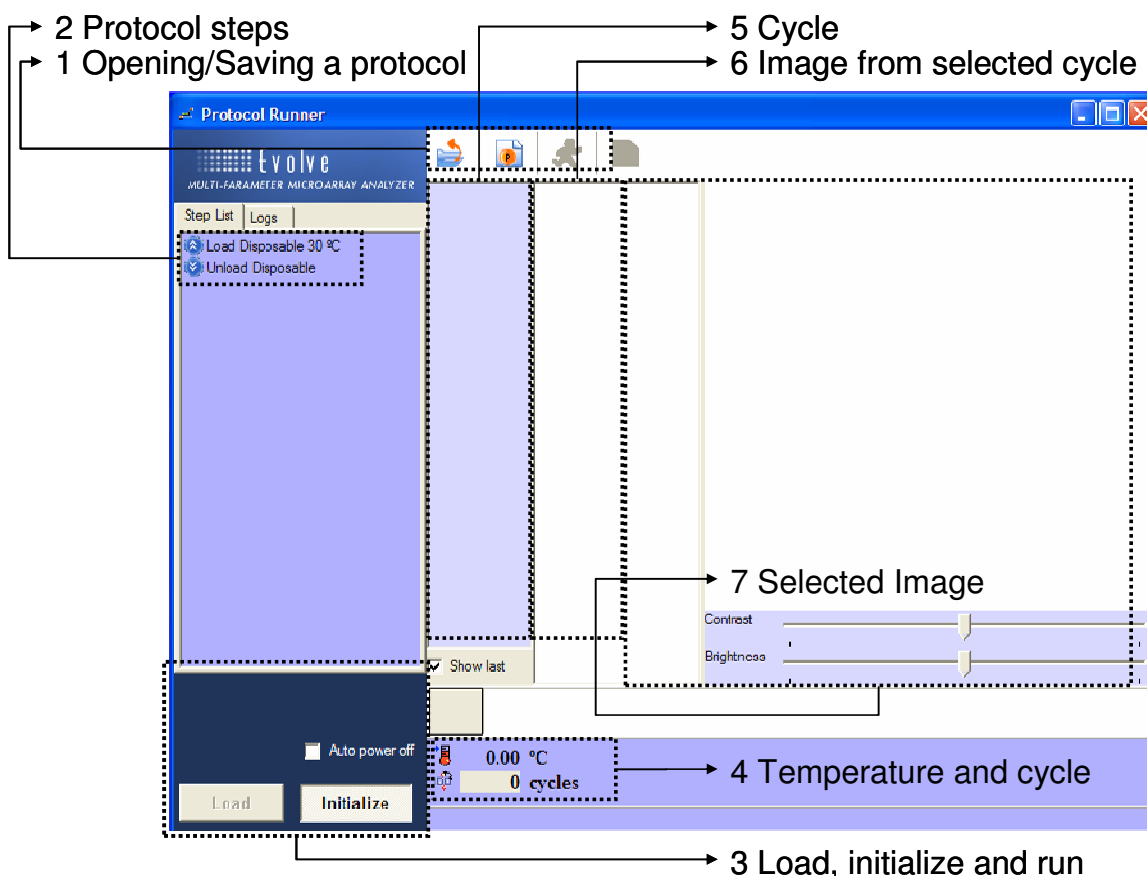 2 Protocol steps
1 Opening/Saving a protocol
5 Cycle
6 Image from selected cycle
Protocol Runner
Evolve
MULTI-PARAMETER MICROARRAY ANALYZER
P
Step List
Logs
Load Disposable 30 ºC
Unload Disposable
7 Selected Image
Contrast
Brightness
Show last
Auto power off
0.00 °C
0 cycles
4 Temperature and cycle
Load
Initialize
3 Load, initialize and run